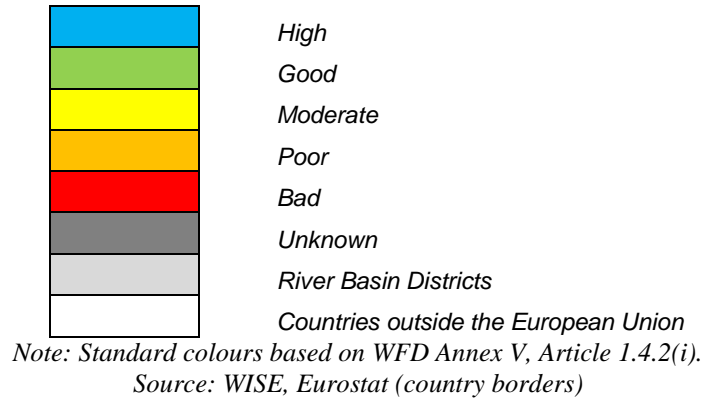 High
Good
Moderate
Poor
Bad
Unknown
River Basin Districts
Countries outside the European Union
Note: Standard colours based on WFD Annex V, Article 1.4.2(i).
Source: WISE, Eurostat (country borders)